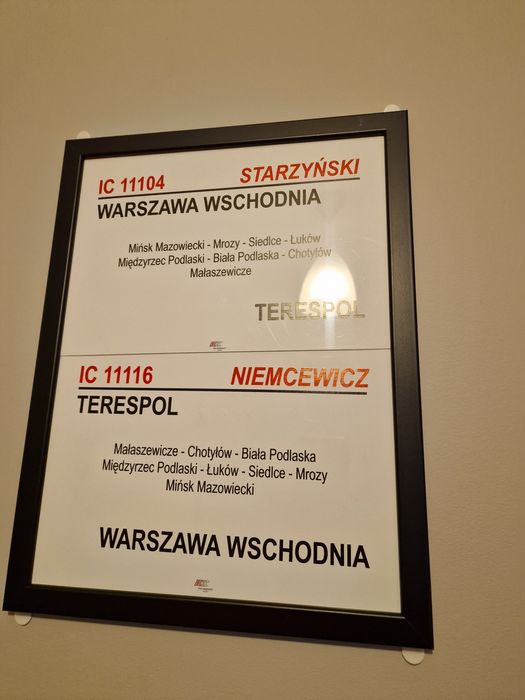 IC 11104 STARZYŃSKI
WARSZAWA WSCHODNIA
Mińsk Mazowiecki - Mrozy - Siedlce - Łuków
Międzyrzec Podlaski - Biała Podlaska - Chotyłów
Małaszewicze
TERESPOL
IC 11116 NIEMCEWICZ
TERESPOL
Małaszewicze - Chotyłów - Biała Podlaska
Międzyrzec Podlaski - Łuków - Siedlce - Mrozy
Mińsk Mazowiecki
WARSZAWA WSCHODNIA